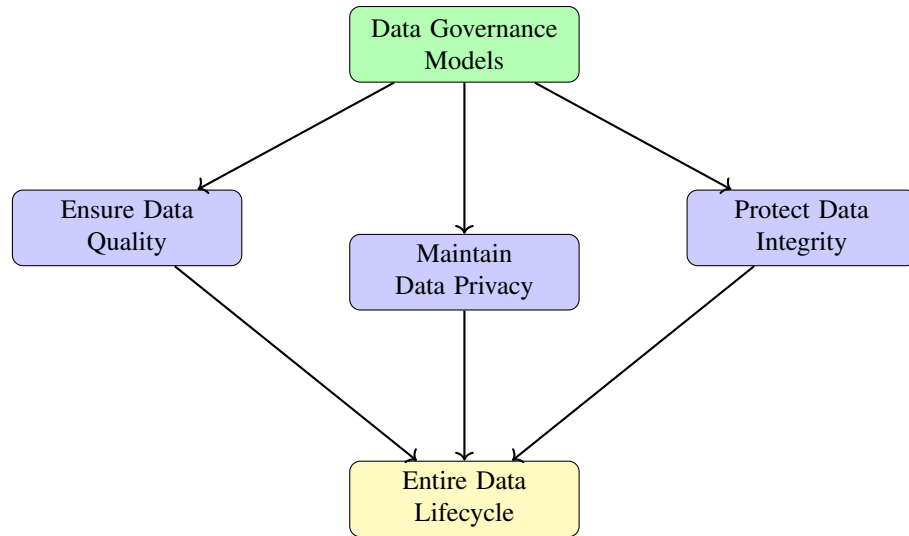 Data Governance
Models
Ensure Data
Quality
Maintain
Data Privacy
Protect Data
Integrity
Entire Data
Lifecycle